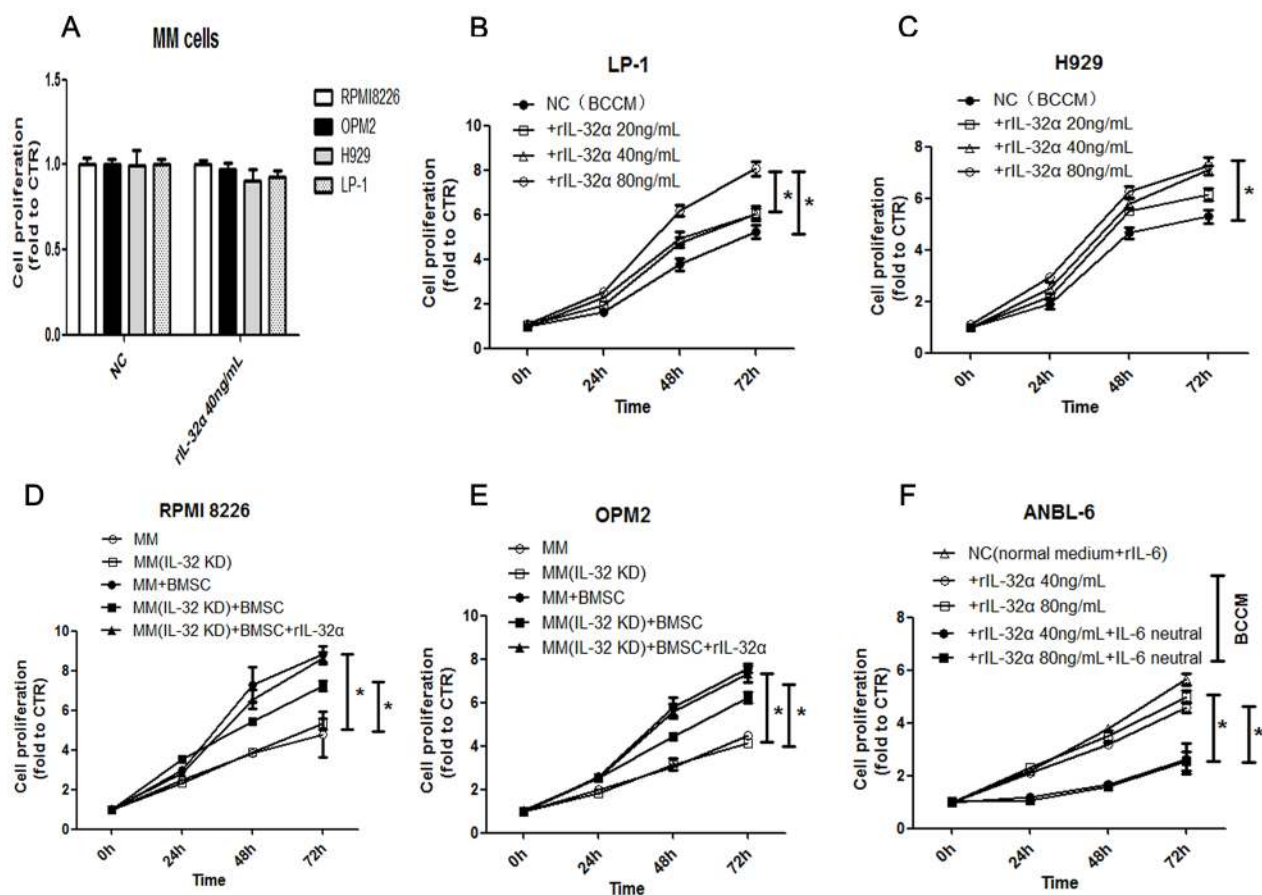 A
MM cells
Cell proliferation
(fold to CTR)
1.5
1.0
0.5
0.0
NC
rIL-32α 40ng/mL
RPMI8226
OPM2
H929
LP-1
B
LP-1
NC（BCCM）
+rIL-32α 20ng/mL
+rIL-32α 40ng/mL
+rIL-32α 80ng/mL
Cell proliferation
(fold to CTR)
10
8
6
4
2
0
0h
24h
48h
72h
Time
*
*
C
H929
NC（BCCM）
+rIL-32α 20ng/mL
+rIL-32α 40ng/mL
+rIL-32α 80ng/mL
Cell proliferation
(fold to CTR)
8
6
4
2
0
0h
24h
48h
72h
Time
*
D
RPMI 8226
MM
MM(IL-32 KD)
MM+BMSC
MM(IL-32 KD)+BMSC
MM(IL-32 KD)+BMSC+rIL-32α
Cell proliferation
(fold to CTR)
10
8
6
4
2
0
0h
24h
48h
72h
Time
*
*
E
OPM2
MM
MM(IL-32 KD)
MM+BMSC
MM(IL-32 KD)+BMSC
MM(IL-32 KD)+BMSC+rIL-32α
Cell proliferation
(fold to CTR)
10
8
6
4
2
0
0h
24h
48h
72h
Time
*
*
F
ANBL-6
NC(normal medium+rIL-6)
+rIL-32α 40ng/mL
+rIL-32α 80ng/mL
+rIL-32α 40ng/mL+IL-6 neutral
+rIL-32α 80ng/mL+IL-6 neutral
BCCM
Cell proliferation
(fold to CTR)
8
6
4
2
0
0h
24h
48h
72h
Time
*
*